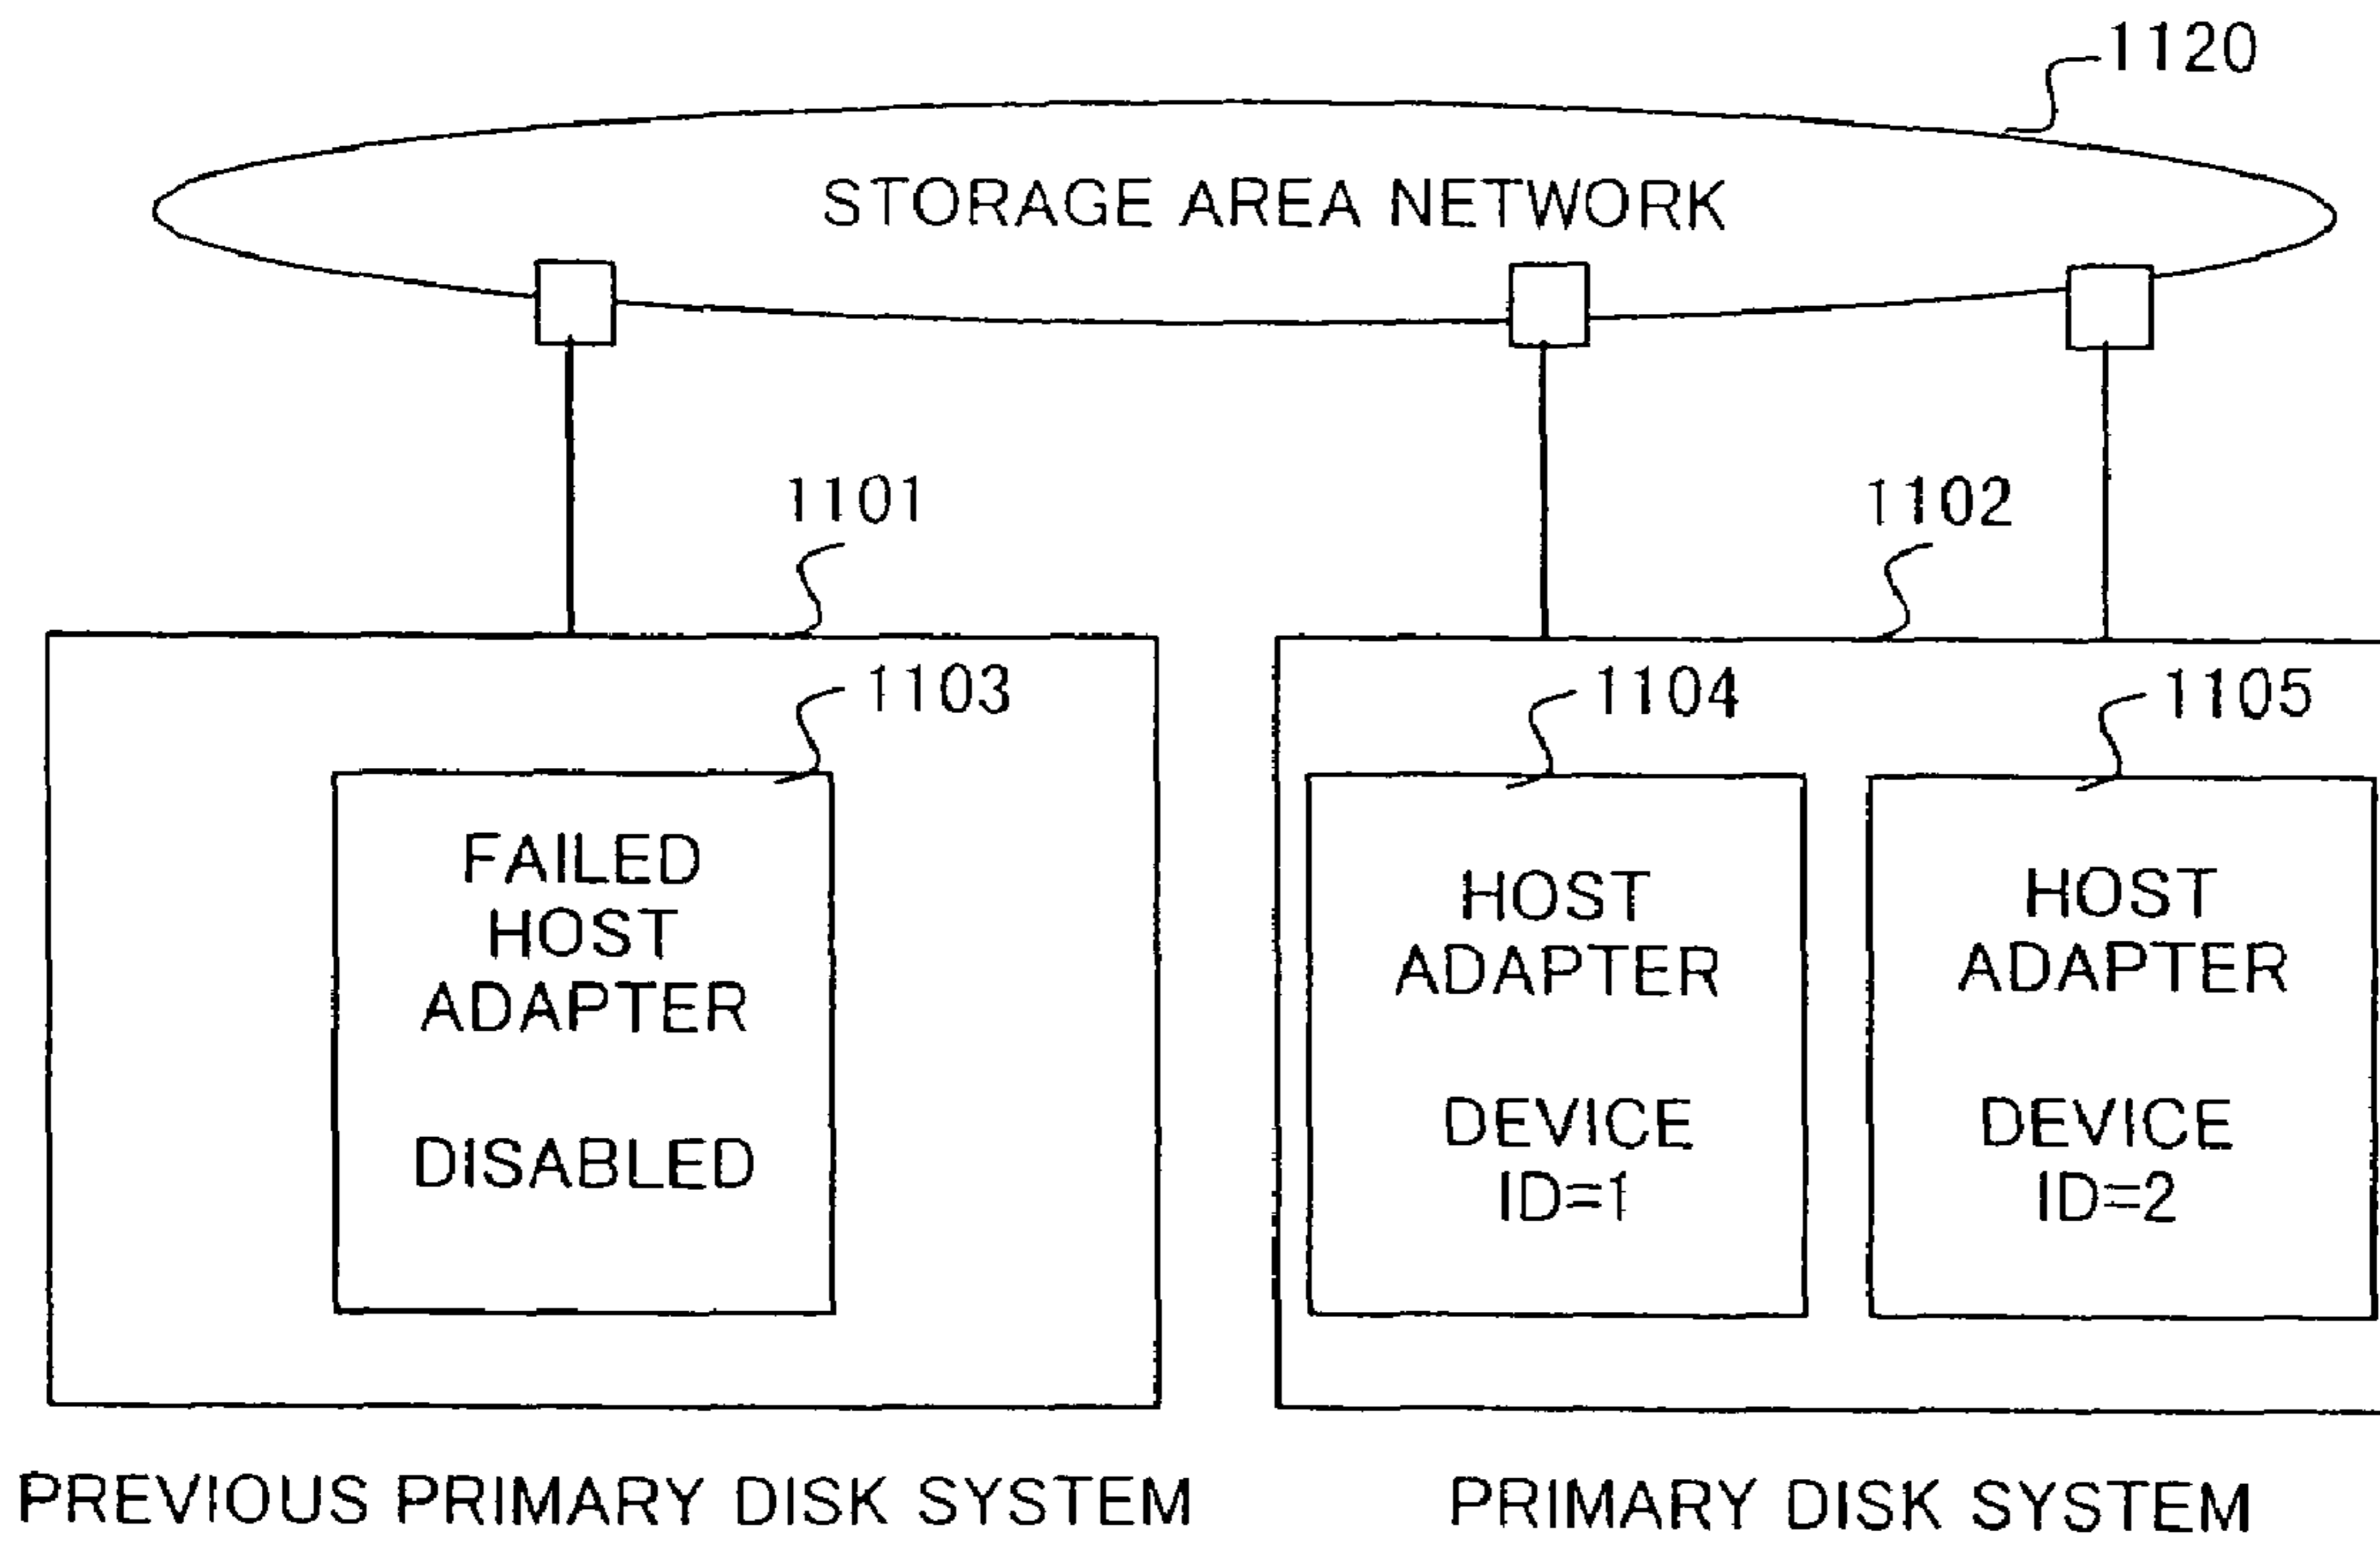 1120
STORAGE AREA NETWORK
1101
1102
1103
1104
1105
FAILED
HOST
ADAPTER
DISABLED
HOST
ADAPTER
DEVICE
ID=1
HOST
ADAPTER
DEVICE
ID=2
PREVIOUS PRIMARY DISK SYSTEM
PRIMARY DISK SYSTEM